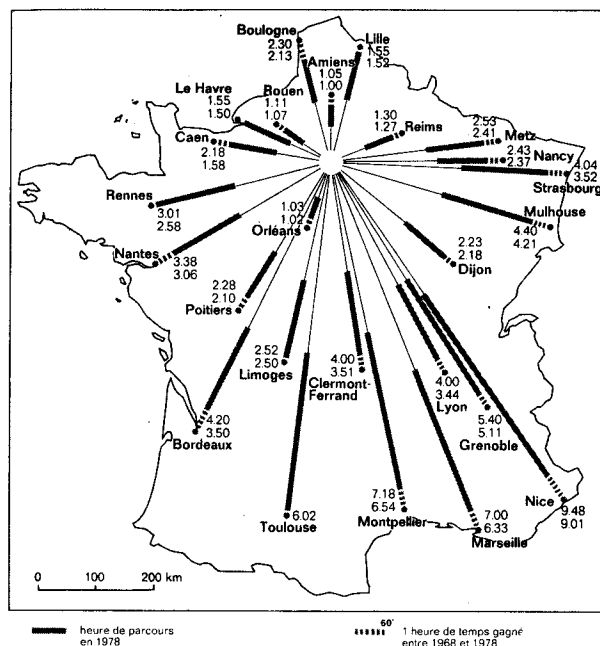 Boulogne
2.30
2.13
Lille
1.55
1.52
Amiens
1.05
1.00
Le Havre
1.55
1.50
Rouen
1.11
1.07
1.30
1.27
Reims
Caen
2.18
1.58
2.53
2.41
Metz
2.43
2.37
Nancy
4.04
3.52
Strasbourg
Rennes
3.01
2.58
1.03
1.02
Orléans
Mulhouse
4.40
4.21
Nantes
3.38
3.06
2.23
2.18
Dijon
2.28
2.10
Poitiers
2.52
2.50
Limoges
4.00
3.51
Clermont-
Ferrand
4.00
3.44
Lyon
5.40
5.11
Grenoble
4.20
3.50
Bordeaux
6.02
Toulouse
7.18
6.54
Montpellier
7.00
6.33
Marseille
Nice
9.48
9.01
0 100 200 km
heure de parcours
en 1978
60'
1 heure de temps gagné
entre 1968 et 1978